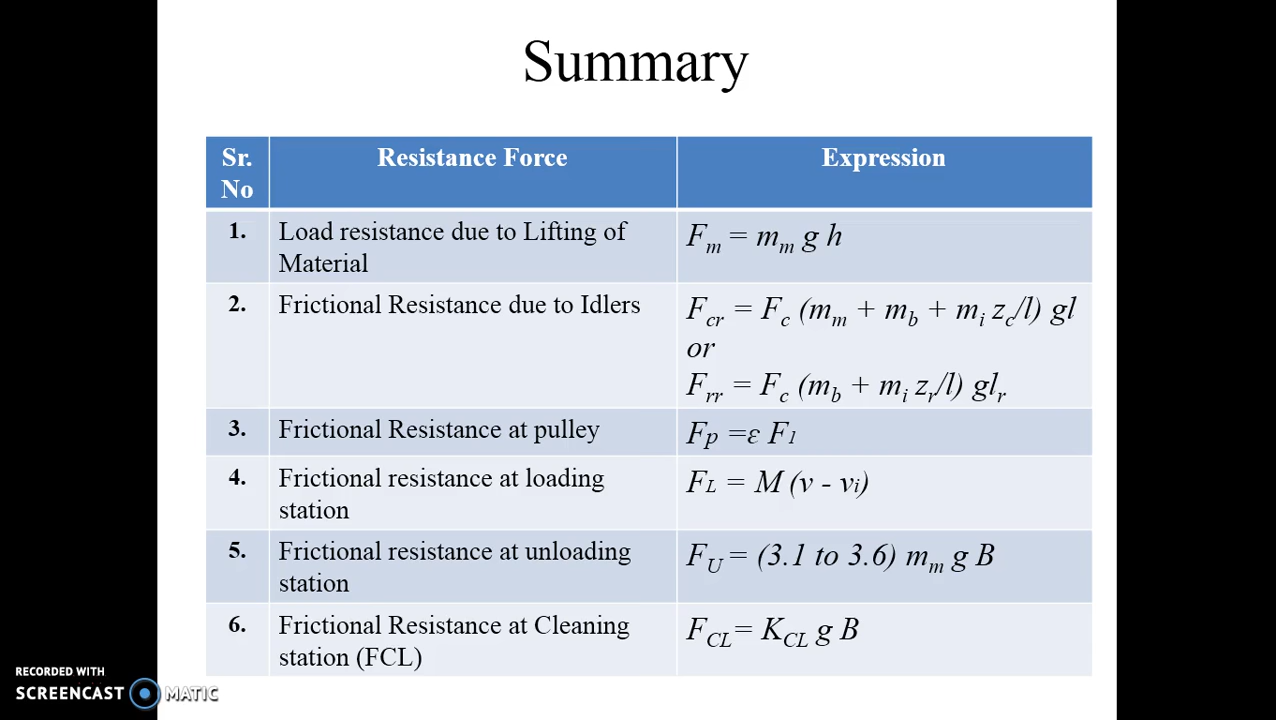 Summary
Sr. No
Resistance Force
Expression
1.
Load resistance due to Lifting of
Material
Fm = mm g h
2.
Frictional Resistance due to Idlers
Fcr = Fc (mm + mb + mi zc/l) gl
or
Frr = Fc (mb + mi zr/l) glr
3.
Frictional Resistance at pulley
Fp =ε F1
4.
Frictional resistance at loading
station
FL = M (v - vi)
5.
Frictional resistance at unloading
station
FU = (3.1 to 3.6) mm g B
6.
Frictional Resistance at Cleaning
station (FCL)
FCL= KCL g B
RECORDED WITH
SCREENCAST MATIC